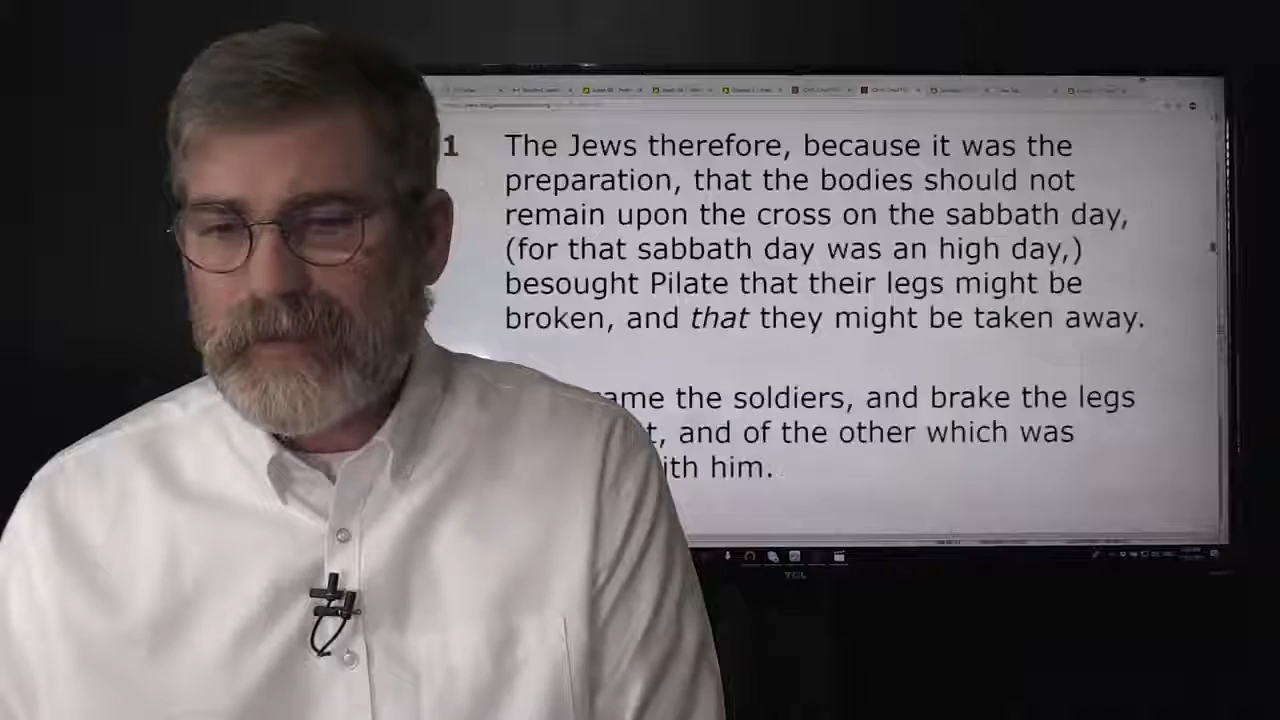 1 The Jews therefore, because it was the
preparation, that the bodies should not
remain upon the cross on the sabbath day,
(for that sabbath day was an high day,)
besought Pilate that their legs might be
broken, and that they might be taken away.
came the soldiers, and brake the legs
and of the other which was
with him.
TCL